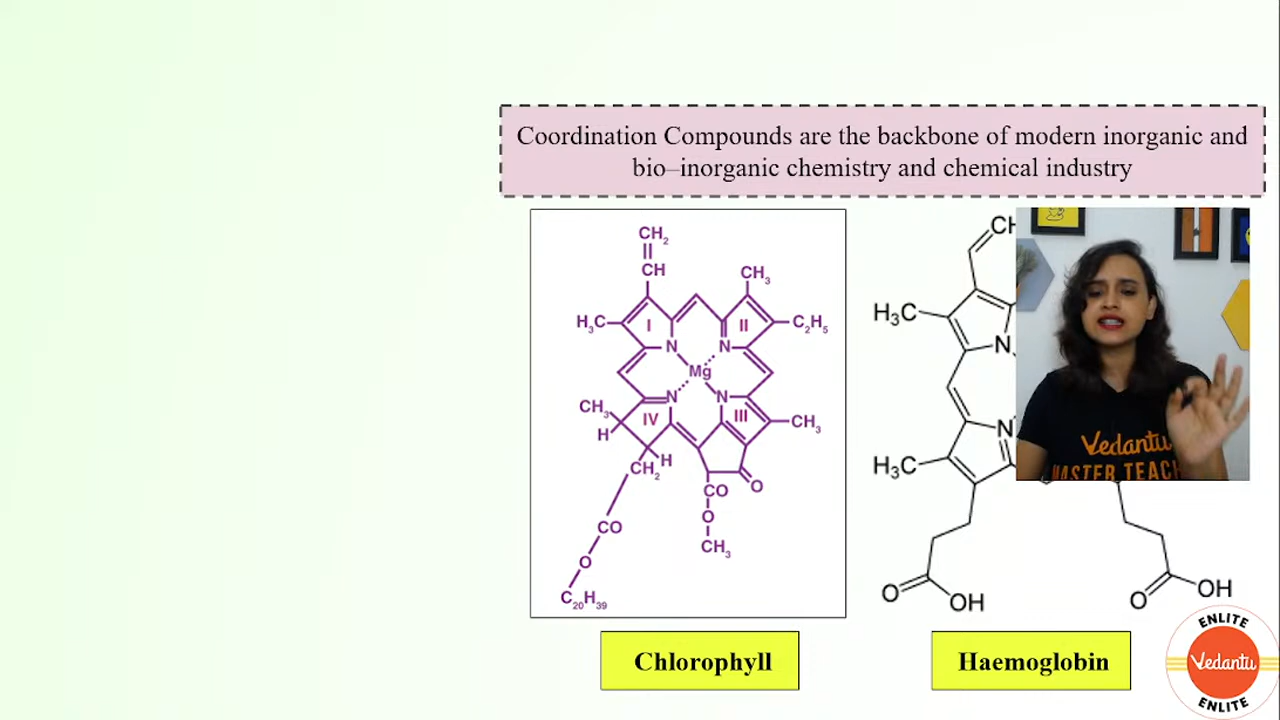 Coordination Compounds are the backbone of modern inorganic and
bio–inorganic chemistry and chemical industry
CH₂
CH
CH₃
H₃C
I
II
C₂H₅
N
N
Mg
N
N
CH₃
IV
III
CH₃
H
H
CH₂
O
CO
O
CH₃
CO
O
C₂₀H₃₉
H₃C
N
N
H₃C
O
OH
O
OH
Vedantu
MASTER TEACH
Chlorophyll
Haemoglobin
ENLITE
Vedantu
ENLITE